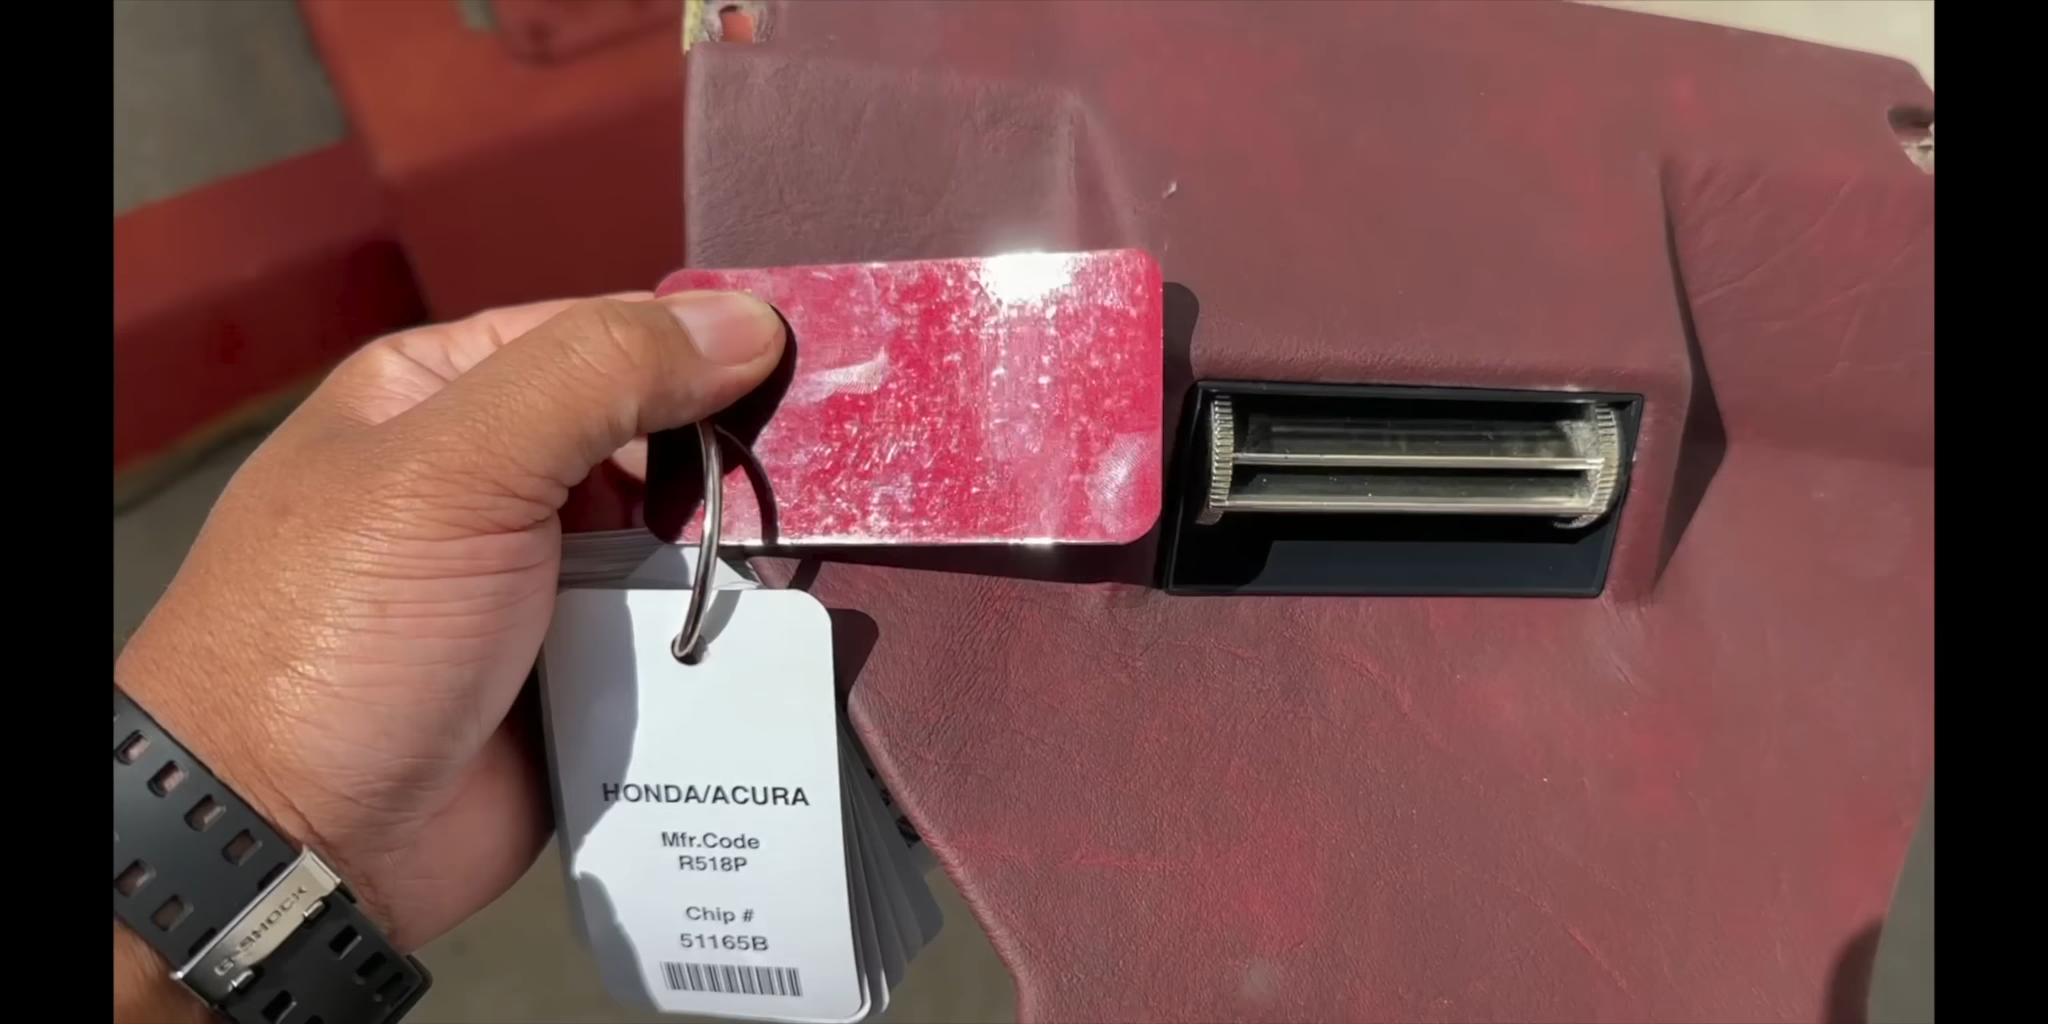 HONDA/ACURA
Mfr.Code
R518P
Chip #
51165B
G-SHOCK